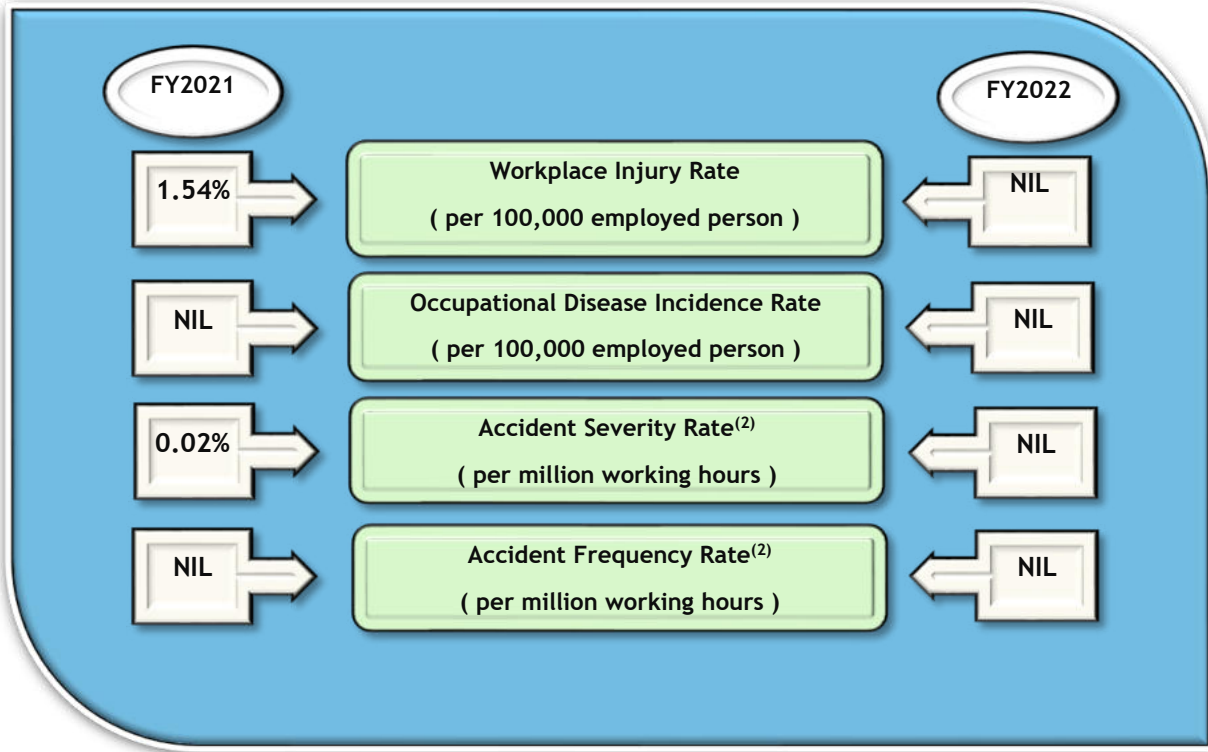 FY2021
FY2022
1.54%
Workplace Injury Rate
( per 100,000 employed person )
NIL
NIL
Occupational Disease Incidence Rate
( per 100,000 employed person )
NIL
0.02%
Accident Severity Rate(2)
( per million working hours )
NIL
NIL
Accident Frequency Rate(2)
( per million working hours )
NIL